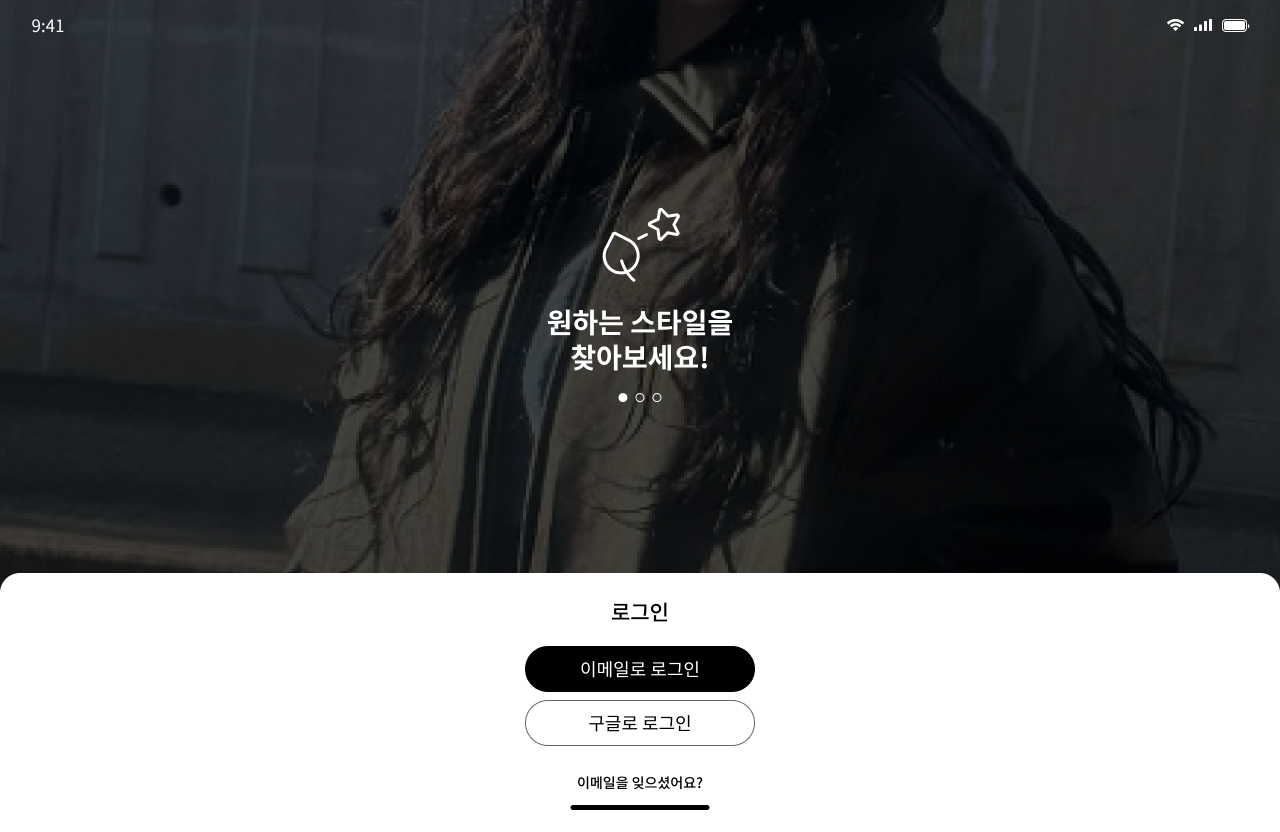 9:41
원하는 스타일을
찾아보세요!
로그인
이메일로 로그인
구글로 로그인
이메일을 잊으셨어요?